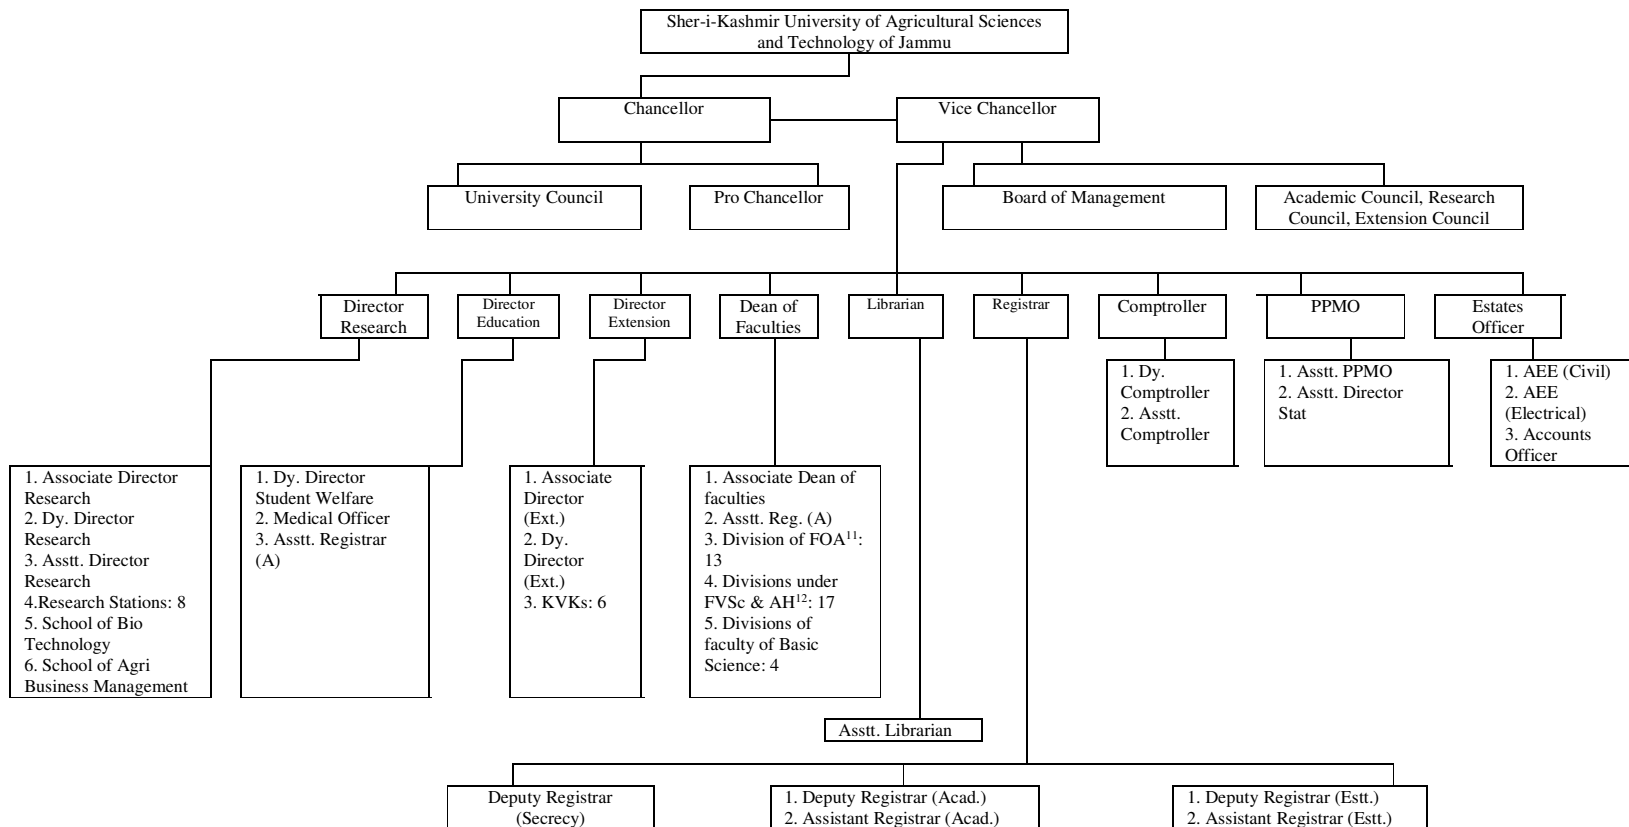 Sher-i-Kashmir University of Agricultural Sciences
and Technology of Jammu
Chancellor
Vice Chancellor
University Council
Pro Chancellor
Board of Management
Academic Council, Research
Council, Extension Council
Director
Research
Director
Education
Director
Extension
Dean of
Faculties
Librarian
Registrar
Comptroller
PPMO
Estates
Officer
1. Dy.
Comptroller
2. Asstt.
Comptroller
1. Asstt. PPMO
2. Asstt. Director
Stat
1. AEE (Civil)
2. AEE
(Electrical)
3. Accounts
Officer
1. Associate Director
Research
2. Dy. Director
Research
3. Asstt. Director
Research
4.Research Stations: 8
5. School of Bio
Technology
6. School of Agri
Business Management
1. Dy. Director
Student Welfare
2. Medical Officer
3. Asstt. Registrar
(A)
1. Associate
Director
(Ext.)
2. Dy.
Director
(Ext.)
3. KVKs: 6
1. Associate Dean of
faculties
2. Asstt. Reg. (A)
3. Division of FOA¹¹:
13
4. Divisions under
FVSc & AH¹²: 17
5. Divisions of
faculty of Basic
Science: 4
Asstt. Librarian
Deputy Registrar
(Secrecy)
1. Deputy Registrar (Acad.)
2. Assistant Registrar (Acad.)
1. Deputy Registrar (Estt.)
2. Assistant Registrar (Estt.)